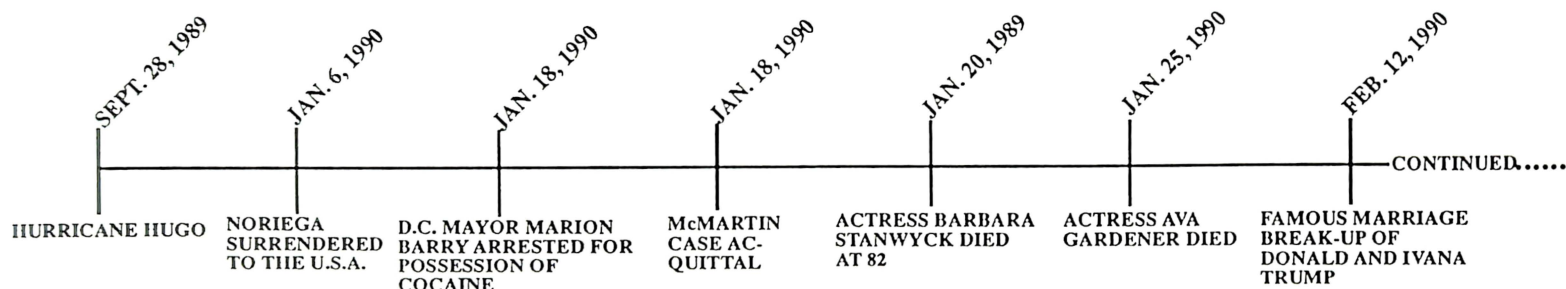 SEPT. 28, 1989
JAN. 6, 1990
JAN. 18, 1990
JAN. 18, 1990
JAN. 20, 1989
JAN. 25, 1990
FEB. 12, 1990
CONTINUED......
HURRICANE HUGO
NORIEGA
SURRENDERED
TO THE U.S.A.
D.C. MAYOR MARION
BARRY ARRESTED FOR
POSSESSION OF
COCAINE
McMARTIN
CASE AC-
QUITTAL
ACTRESS BARBARA
STANWYCK DIED
AT 82
ACTRESS AVA
GARDENER DIED
FAMOUS MARRIAGE
BREAK-UP OF
DONALD AND IVANA
TRUMP